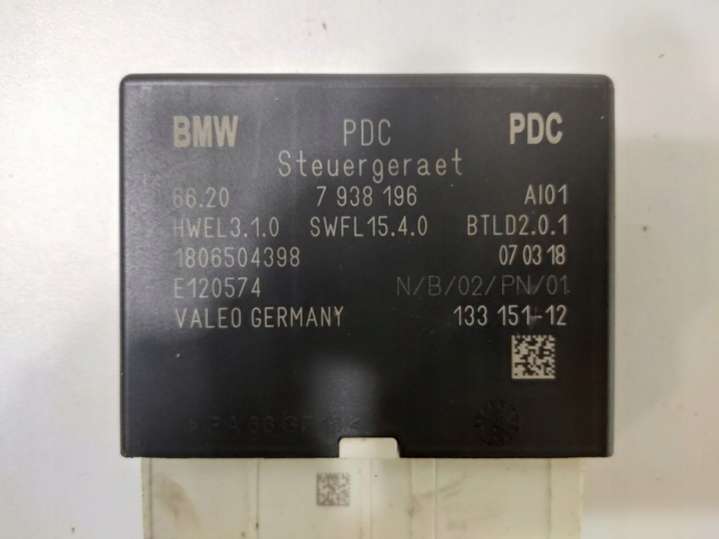 BMW PDC PDC
Steuergeraet
66.20 7 938 196 AI01
HWEL3.1.0 SWFL15.4.0 BTLD2.0.1
1806504398 07 03 18
E120574 N/B/02/PN/01
VALEO GERMANY 133 151-12